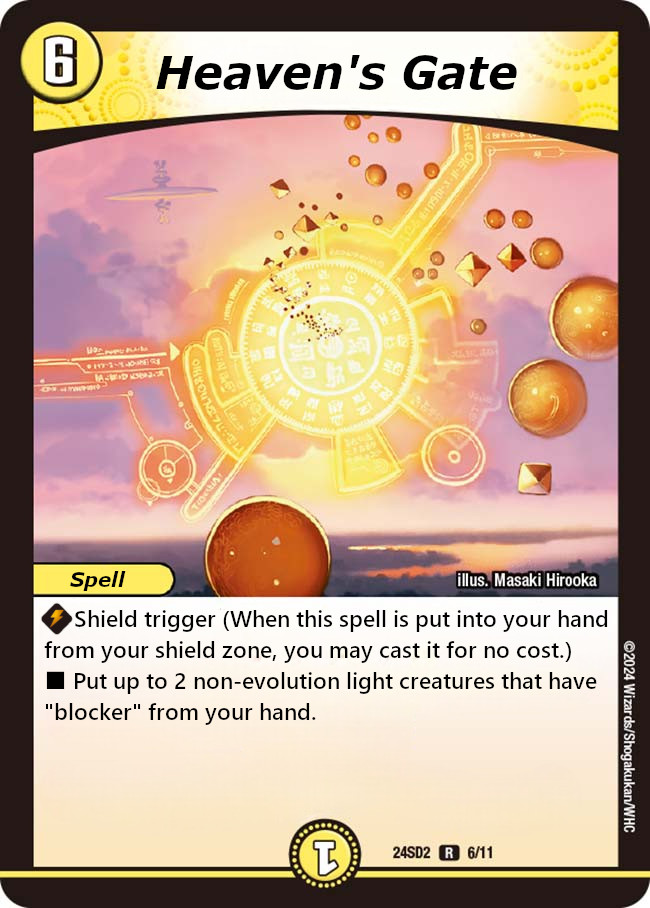 6
Heaven's Gate
Spell
illus. Masaki Hirooka
Shield trigger (When this spell is put into your hand
from your shield zone, you may cast it for no cost.)
■ Put up to 2 non-evolution light creatures that have
"blocker" from your hand.
©2024 Wizards/Shogakukan/WHC
1
24SD2 R 6/11